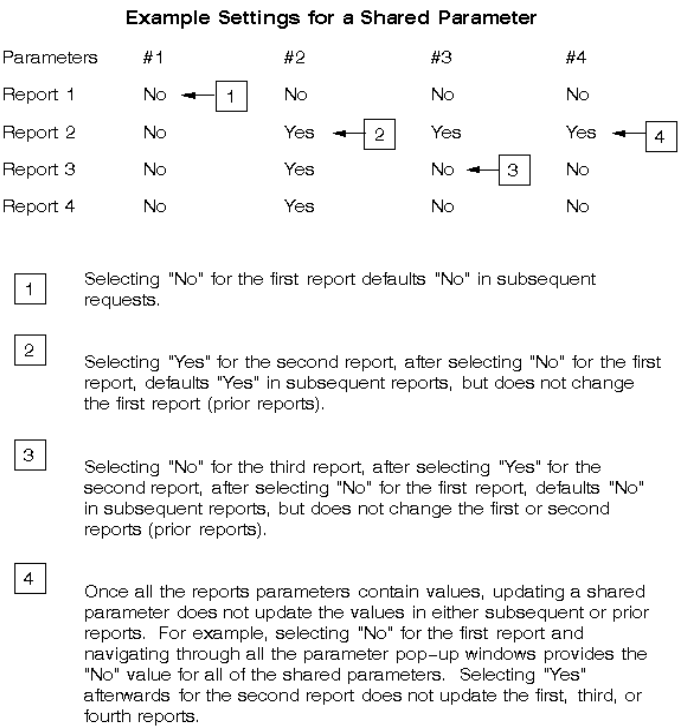 Example Settings for a Shared Parameter
Parameters #1 #2 #3 #4
Report 1 No 1 No No No
Report 2 No Yes 2 Yes Yes 4
Report 3 No Yes No 3 No
Report 4 No Yes No No
1 Selecting "No" for the first report defaults "No" in subsequent
requests.
2
Selecting "Yes" for the second report, after selecting "No" for the first
report, defaults "Yes" in subsequent reports, but does not change
the first report (prior reports).
3
Selecting "No" for the third report, after selecting "Yes" for the
second report, after selecting "No" for the first report, defaults "No"
in subsequent reports, but does not change the first or second
reports (prior reports).
4
Once all the reports parameters contain values, updating a shared
parameter does not update the values in either subsequent or prior
reports. For example, selecting "No" for the first report and
navigating through all the parameter pop-up windows provides the
"No" value for all of the shared parameters. Selecting "Yes"
afterwards for the second report does not update the first, third, or
fourth reports.